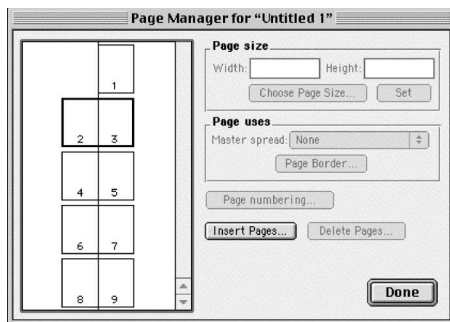 Page Manager for “Untitled 1”
1
2 3
4 5
6 7
8 9
Page size
Width: Height:
Choose Page Size... Set
Page uses
Master spread: None
Page Border...
Page numbering...
Insert Pages... Delete Pages...
Done